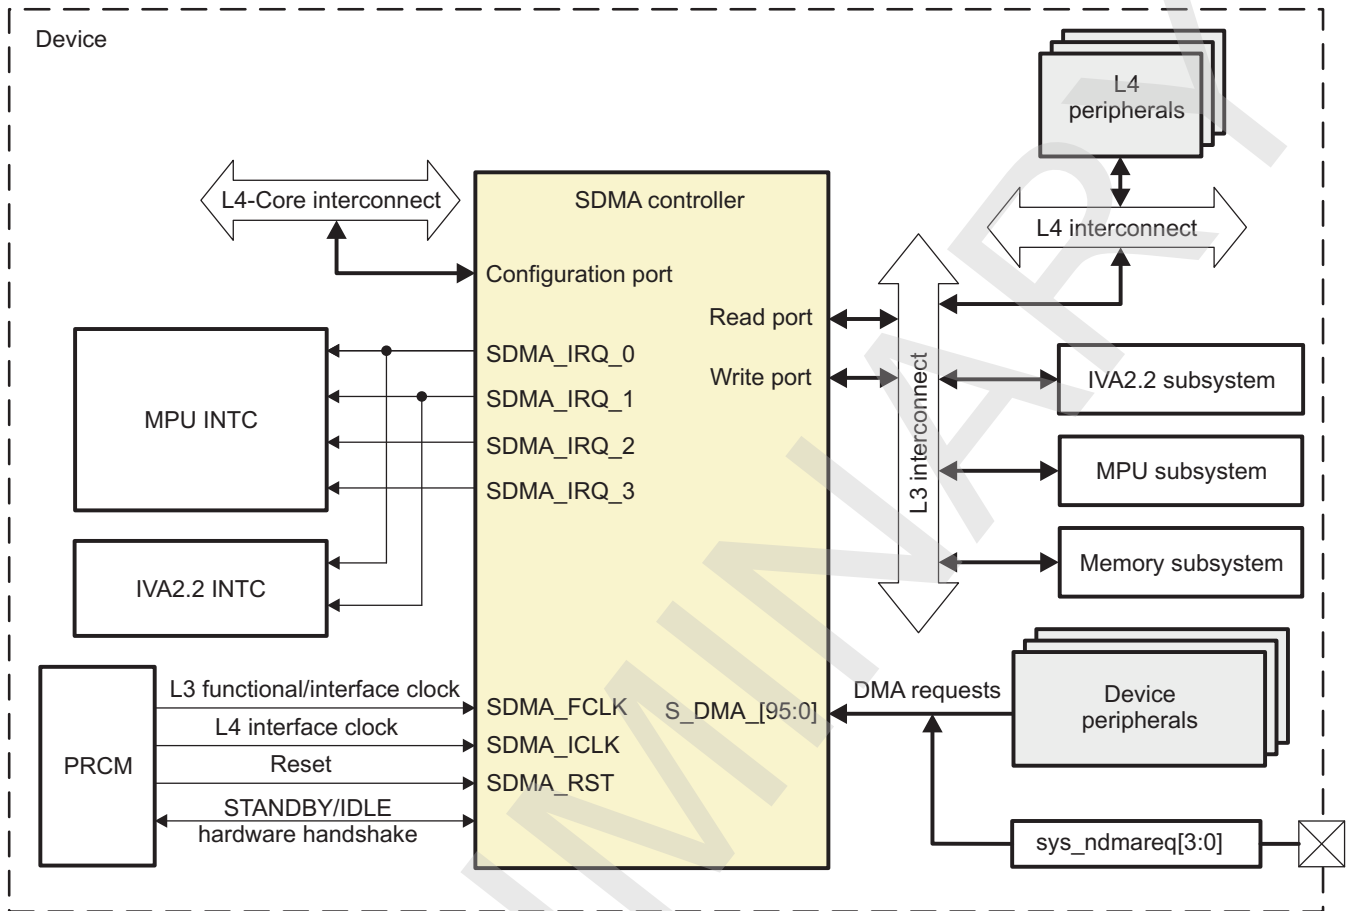 Device
L4
peripherals
L4-Core interconnect
SDMA controller
L4 interconnect
Configuration port
Read port
Write port
L3 interconnect
SDMA_IRQ_0
SDMA_IRQ_1
SDMA_IRQ_2
SDMA_IRQ_3
MPU INTC
IVA2.2 INTC
IVA2.2 subsystem
MPU subsystem
Memory subsystem
PRCM
L3 functional/interface clock
L4 interface clock
Reset
STANDBY/IDLE
hardware handshake
SDMA_FCLK
SDMA_ICLK
SDMA_RST
S_DMA_[95:0]
DMA requests
Device
peripherals
sys_ndmareq[3:0]
IMINARY